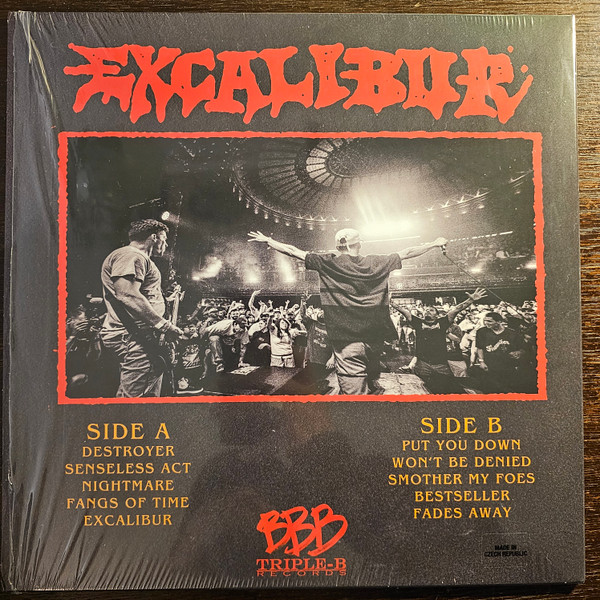 EXCALIBUR
SIDE A
DESTROYER
SENSELESS ACT
NIGHTMARE
FANGS OF TIME
EXCALIBUR
SIDE B
PUT YOU DOWN
WON'T BE DENIED
SMOTHER MY FOES
BESTSELLER
FADES AWAY
BBB
TRIPLE-B
RECORDS
MADE IN
CZECH REPUBLIC